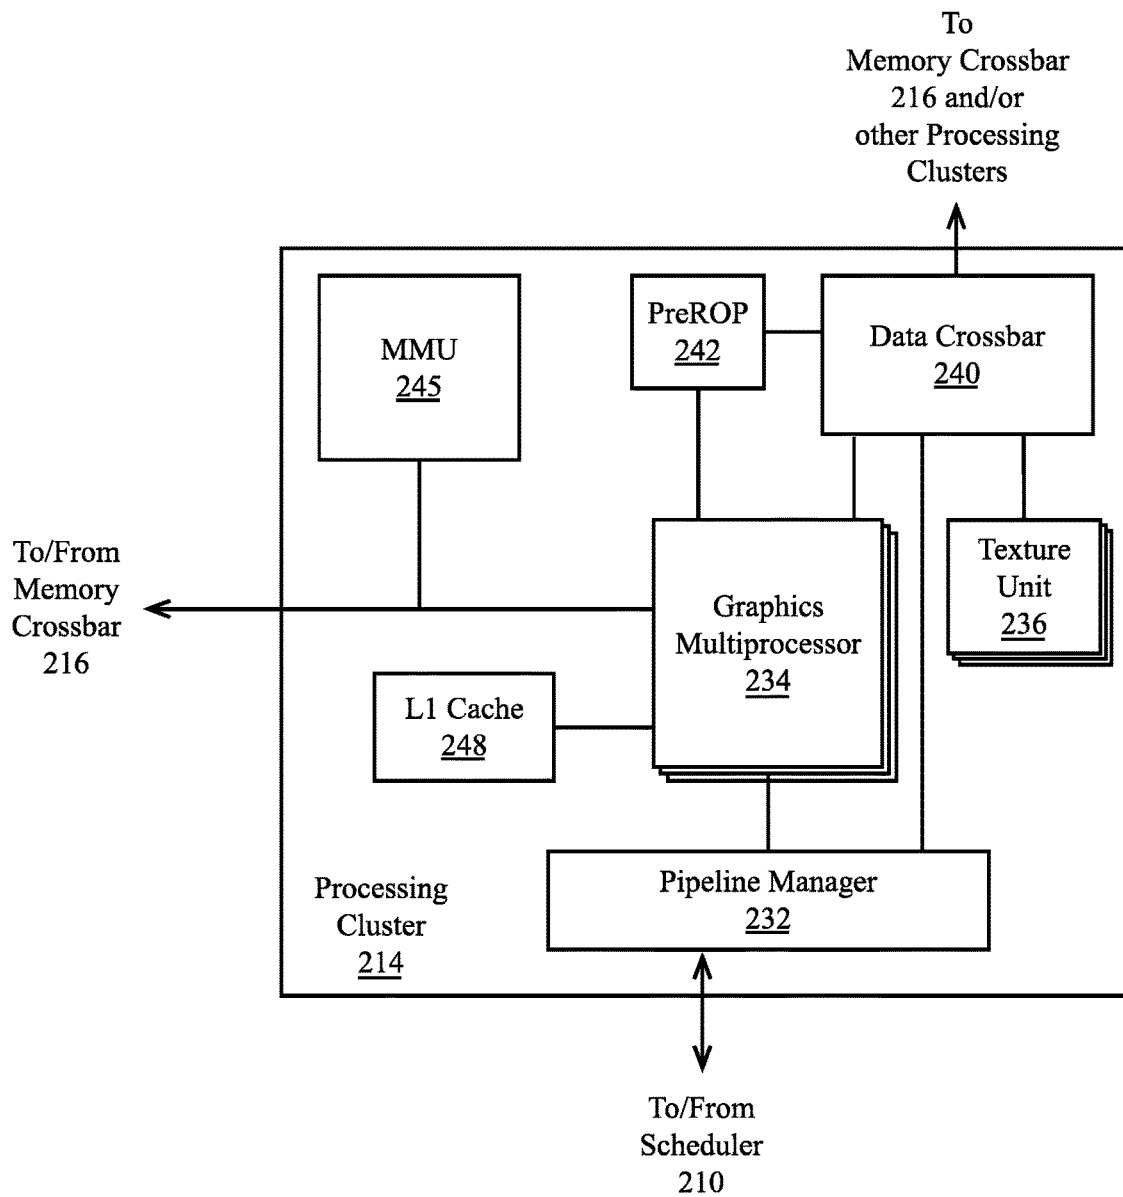 To
Memory Crossbar
216 and/or
other Processing
Clusters
MMU
245
PreROP
242
Data Crossbar
240
To/From
Memory
Crossbar
216
Graphics
Multiprocessor
234
Texture
Unit
236
L1 Cache
248
Processing
Cluster
214
Pipeline Manager
232
To/From
Scheduler
210